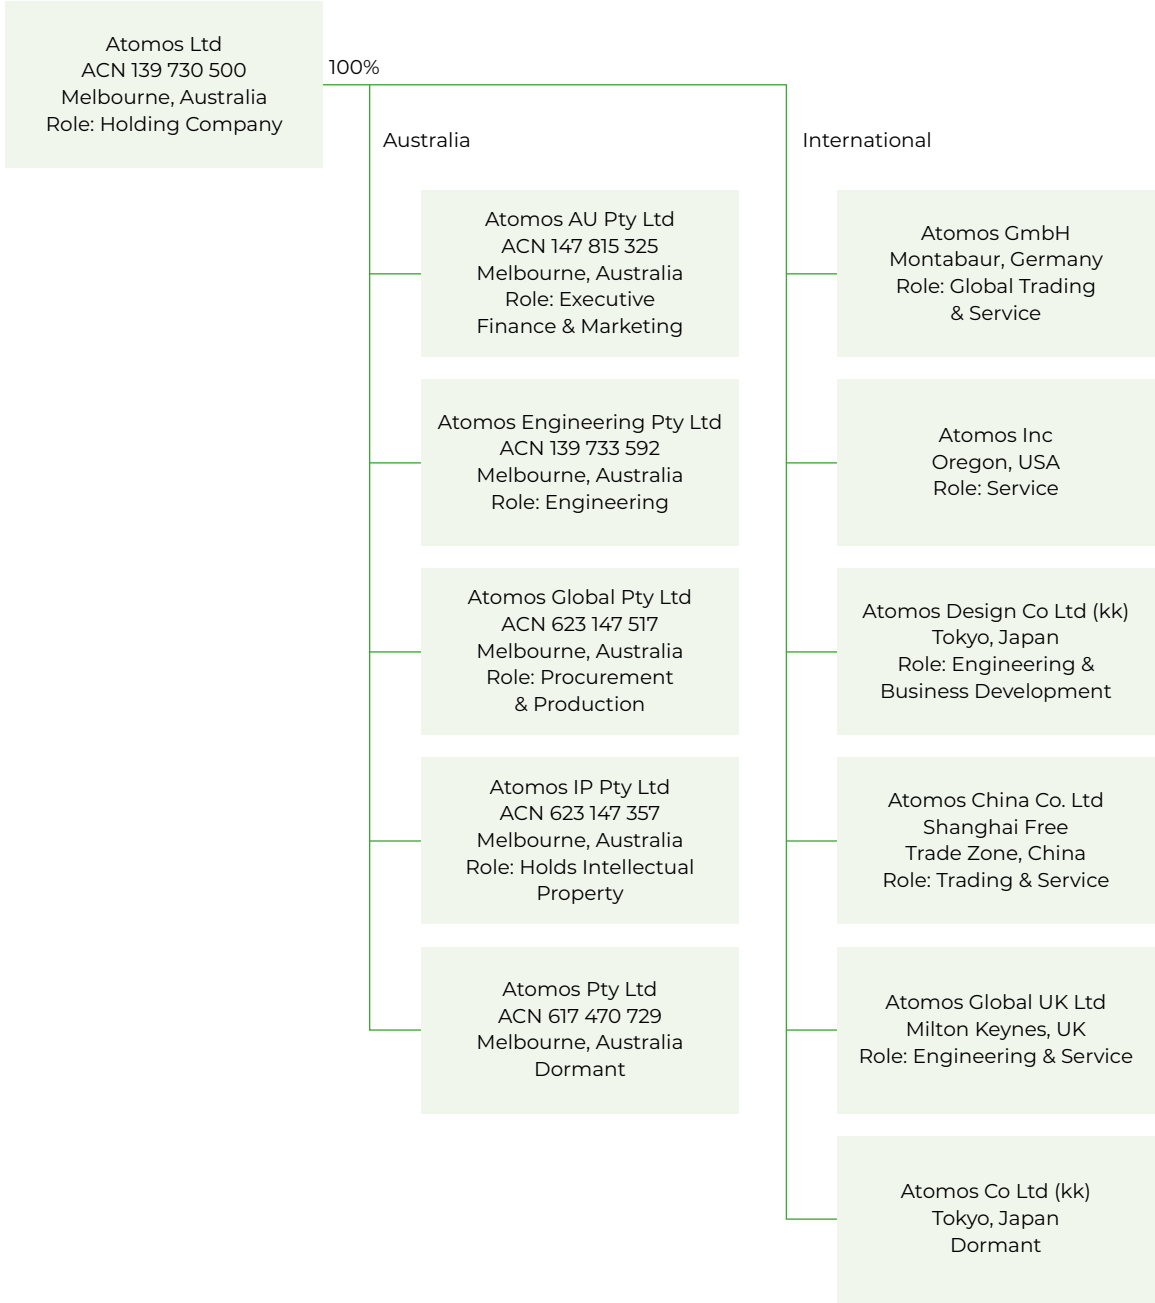 Atomos Ltd
ACN 139 730 500
Melbourne, Australia
Role: Holding Company
100%
Australia
Atomos AU Pty Ltd
ACN 147 815 325
Melbourne, Australia
Role: Executive
Finance & Marketing
Atomos Engineering Pty Ltd
ACN 139 733 592
Melbourne, Australia
Role: Engineering
Atomos Global Pty Ltd
ACN 623 147 517
Melbourne, Australia
Role: Procurement
& Production
Atomos IP Pty Ltd
ACN 623 147 357
Melbourne, Australia
Role: Holds Intellectual
Property
Atomos Pty Ltd
ACN 617 470 729
Melbourne, Australia
Dormant
International
Atomos GmbH
Montabaur, Germany
Role: Global Trading
& Service
Atomos Inc
Oregon, USA
Role: Service
Atomos Design Co Ltd (kk)
Tokyo, Japan
Role: Engineering &
Business Development
Atomos China Co. Ltd
Shanghai Free
Trade Zone, China
Role: Trading & Service
Atomos Global UK Ltd
Milton Keynes, UK
Role: Engineering & Service
Atomos Co Ltd (kk)
Tokyo, Japan
Dormant